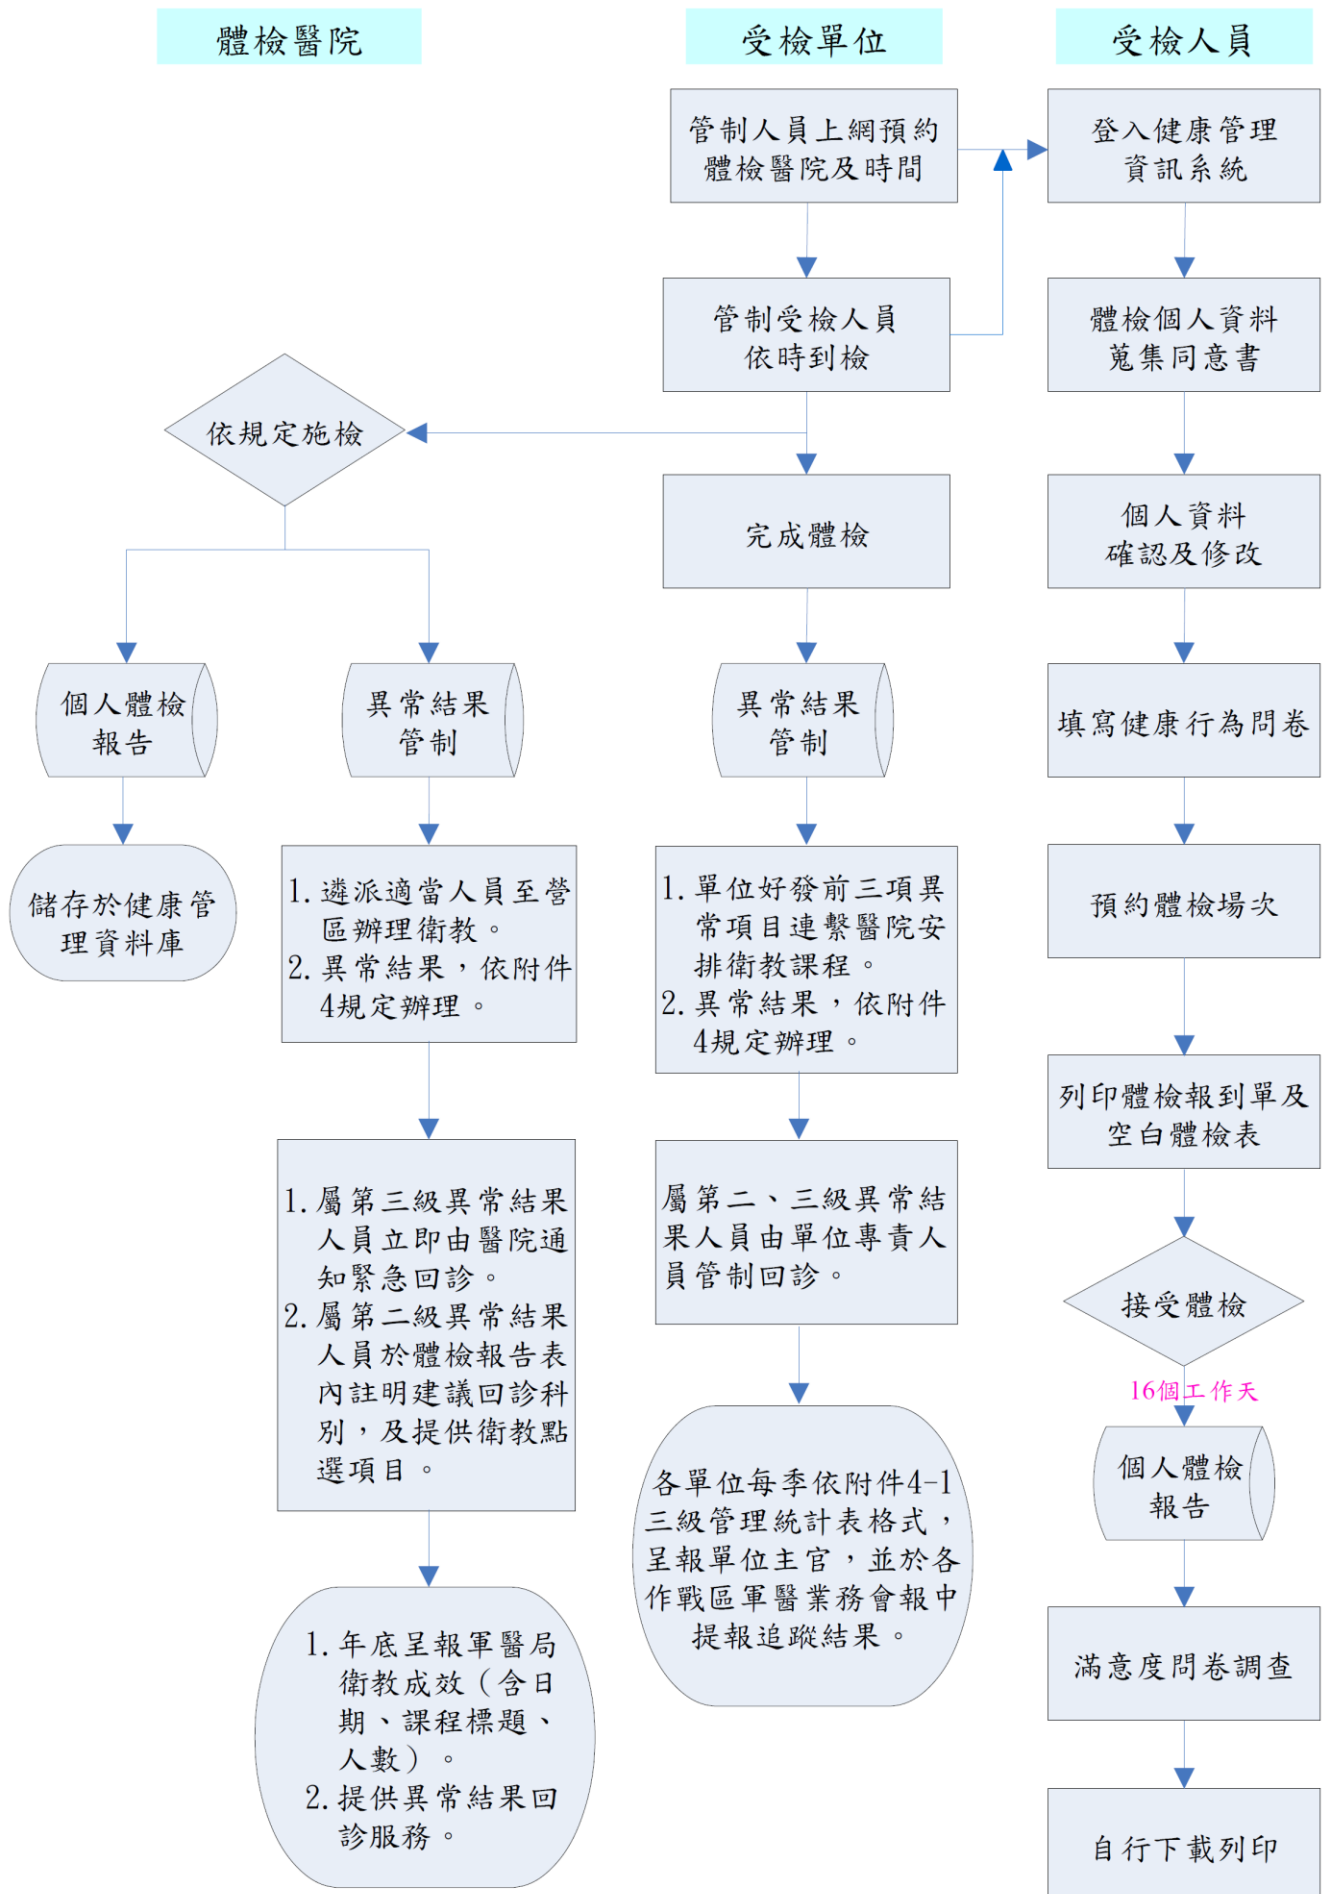 體檢醫院
受檢單位
受檢人員
管制人員上網預約
體檢醫院及時間
登入健康管理
資訊系統
管制受檢人員
依時到檢
體檢個人資料
蒐集同意書
依規定施檢
完成體檢
個人資料
確認及修改
個人體檢
報告
異常結果
管制
異常結果
管制
填寫健康行為問卷
儲存於健康管
理資料庫
1. 遴派適當人員至營
區辦理衛教。
2. 異常結果，依附件
4規定辦理。
1. 單位好發前三項異
常項目連繫醫院安
排衛教課程。
2. 異常結果，依附件
4規定辦理。
預約體檢場次
列印體檢報到單及
空白體檢表
1. 屬第三級異常結果
人員立即由醫院通
知緊急回診。
2. 屬第二級異常結果
人員於體檢報告表
內註明建議回診科
別，及提供衛教點
選項目。
屬第二、三級異常結
果人員由單位專責人
員管制回診。
接受體檢
16個工作天
個人體檢
報告
各單位每季依附件4-1
三級管理統計表格式，
呈報單位主官，並於各
作戰區軍醫業務會報中
提報追蹤結果。
滿意度問卷調查
1. 年底呈報軍醫局
衛教成效（含日
期、課程標題、
人數）。
2. 提供異常結果回
診服務。
自行下載列印